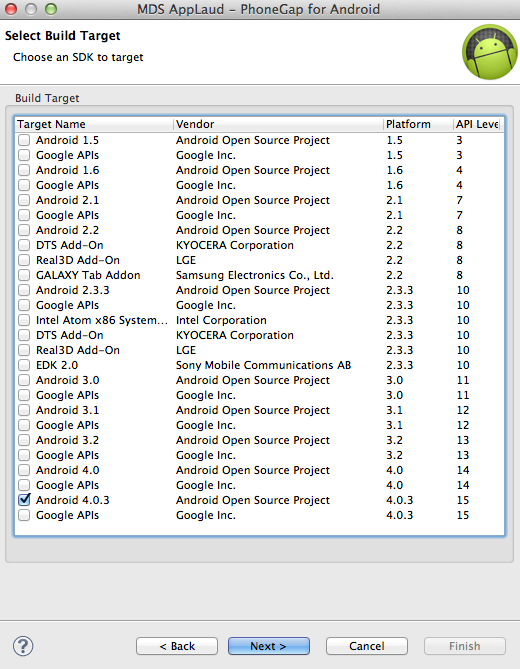 MDS AppLaud – PhoneGap for Android
Select Build Target
Choose an SDK to target
Build Target
Target Name Vendor Platform API Leve
Android 1.5 Android Open Source Project 1.5 3
Google APIs Google Inc. 1.5 3
Android 1.6 Android Open Source Project 1.6 4
Google APIs Google Inc. 1.6 4
Android 2.1 Android Open Source Project 2.1 7
Google APIs Google Inc. 2.1 7
Android 2.2 Android Open Source Project 2.2 8
DTS Add-On KYOCERA Corporation 2.2 8
Real3D Add-On LGE 2.2 8
GALAXY Tab Addon Samsung Electronics Co., Ltd. 2.2 8
Android 2.3.3 Android Open Source Project 2.3.3 10
Google APIs Google Inc. 2.3.3 10
Intel Atom x86 System... Intel Corporation 2.3.3 10
DTS Add-On KYOCERA Corporation 2.3.3 10
Real3D Add-On LGE 2.3.3 10
EDK 2.0 Sony Mobile Communications AB 2.3.3 10
Android 3.0 Android Open Source Project 3.0 11
Google APIs Google Inc. 3.0 11
Android 3.1 Android Open Source Project 3.1 12
Google APIs Google Inc. 3.1 12
Android 3.2 Android Open Source Project 3.2 13
Google APIs Google Inc. 3.2 13
Android 4.0 Android Open Source Project 4.0 14
Google APIs Google Inc. 4.0 14
Android 4.0.3 Android Open Source Project 4.0.3 15
Google APIs Google Inc. 4.0.3 15
? < Back Next > Cancel Finish